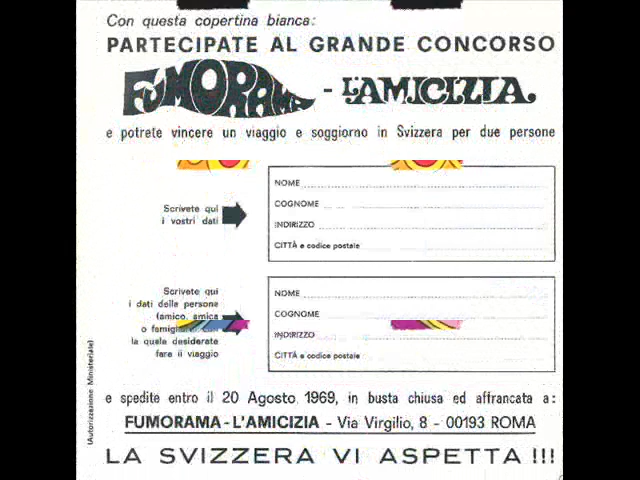 Con questa copertina bianca:
PARTECIPATE AL GRANDE CONCORSO
FUMORAMA - L'AMICIZIA
e potrete vincere un viaggio e soggiorno in Svizzera per due persone
Scrivete qui
i vostri dati
NOME
COGNOME
INDIRIZZO
CITTÀ e codice postale
Scrivete qui
i dati della persona
(amico, amica
o
la quale desiderate
fare il viaggio
NOME
COGNOME
INDIRIZZO
CITTÀ e codice postale
(Autorizzazione Ministeriale)
e spedite entro il 20 Agosto 1969, in busta chiusa ed affrancata a:
FUMORAMA - L'AMICIZIA - Via Virgilio, 8 - 00193 ROMA
LA SVIZZERA VI ASPETTA !!!